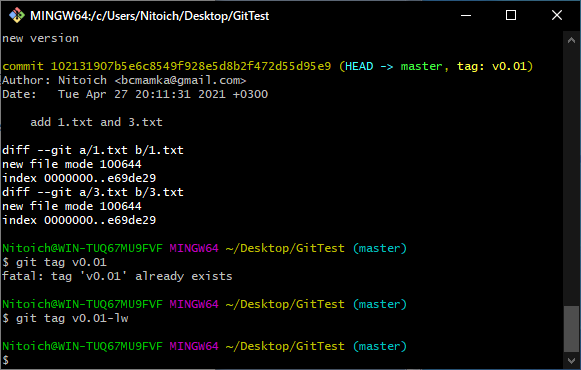 MINGW64:/c/Users/Nitoich/Desktop/GitTest
new version
commit 102131907b5e6c8549f928e5d8b2f472d55d95e9 (HEAD -> master, tag: v0.01)
Author: Nitoich <bcmamka@gmail.com>
Date:   Tue Apr 27 20:11:31 2021 +0300
    add 1.txt and 3.txt
diff --git a/1.txt b/1.txt
new file mode 100644
index 0000000..e69de29
diff --git a/3.txt b/3.txt
new file mode 100644
index 0000000..e69de29
Nitoich@WIN-TUQ67MU9FVF MINGW64 ~/Desktop/GitTest (master)
$ git tag v0.01
fatal: tag 'v0.01' already exists
Nitoich@WIN-TUQ67MU9FVF MINGW64 ~/Desktop/GitTest (master)
$ git tag v0.01-lw
Nitoich@WIN-TUQ67MU9FVF MINGW64 ~/Desktop/GitTest (master)
$